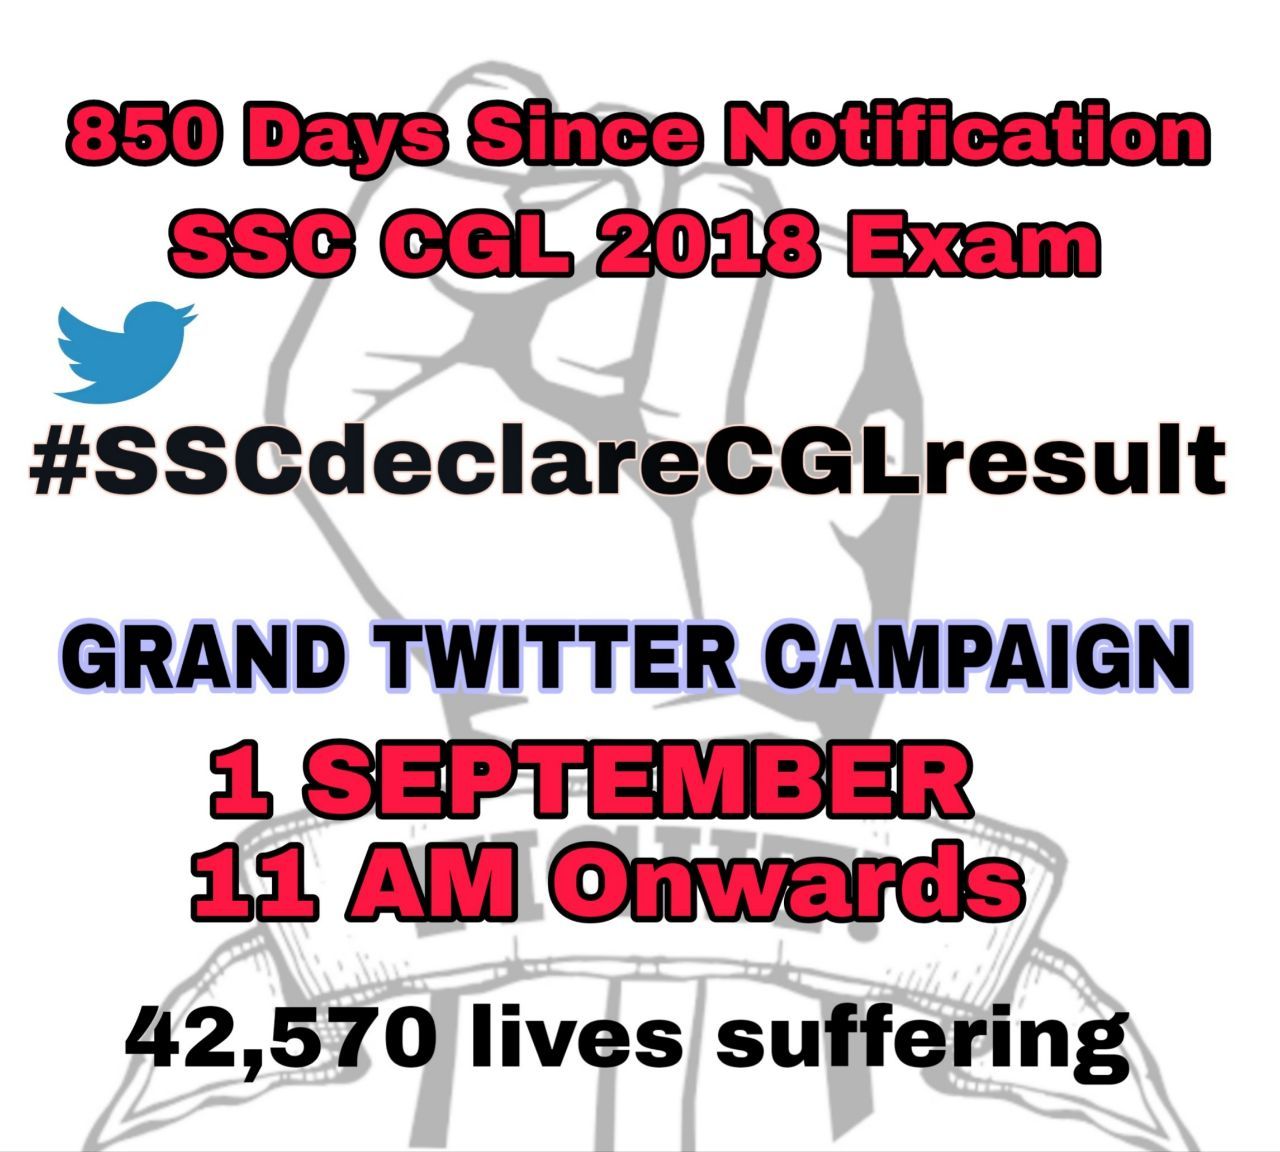 850 Days Since Notification
SSC CGL 2018 Exam
#SSCdeclareCGLresult
GRAND TWITTER CAMPAIGN
1 SEPTEMBER
11 AM Onwards
42,570 lives suffering